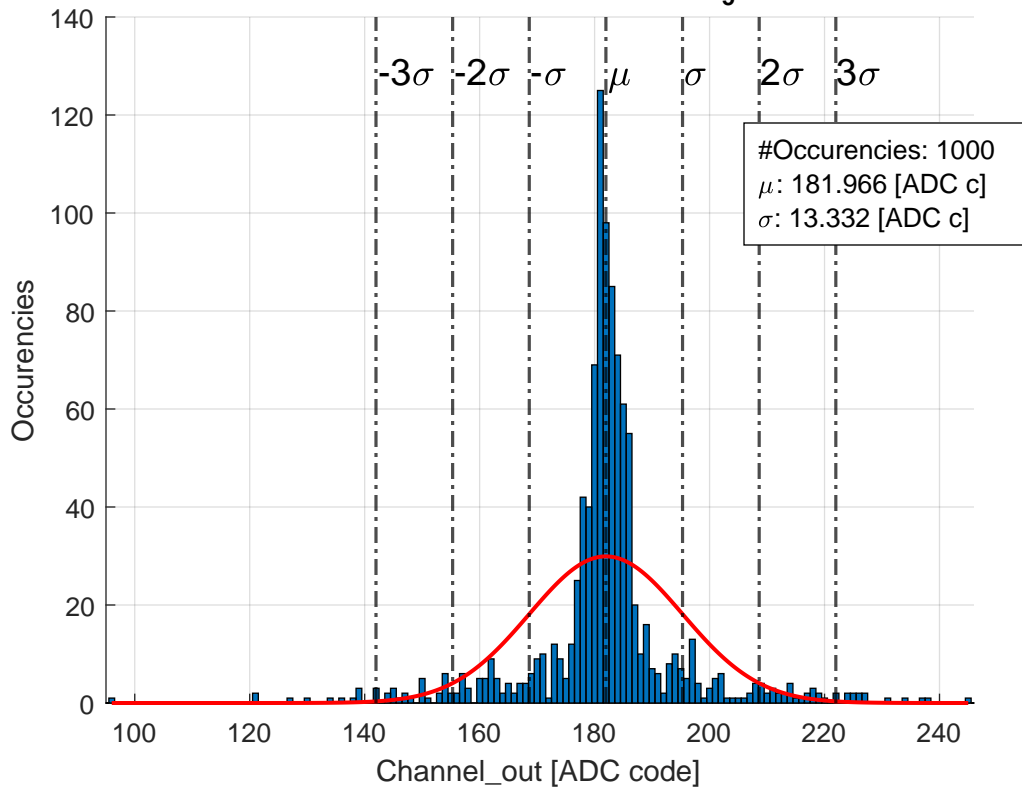 140
120
100
80
60
40
20
0
Occurencies
-3σ -2σ -σ μ σ 2σ 3σ
#Occurencies: 1000
μ: 181.966 [ADC c]
σ: 13.332 [ADC c]
100 120 140 160 180 200 220 240
Channel_out [ADC code]